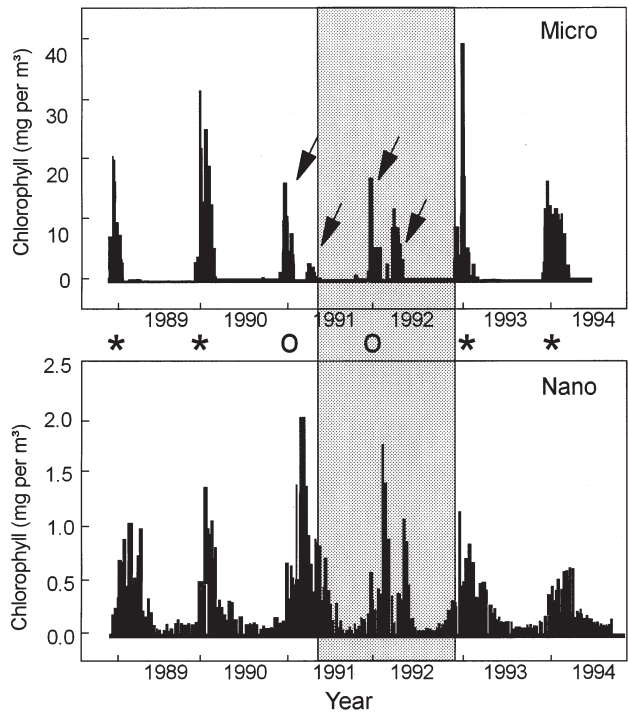 Micro
Chlorophyll (mg per m³)
40
30
20
10
0
1989 1990 1991 1992 1993 1994
* * O O * *
Nano
Chlorophyll (mg per m³)
2.5
2.0
1.5
1.0
0.5
0.0
1989 1990 1991 1992 1993 1994
Year